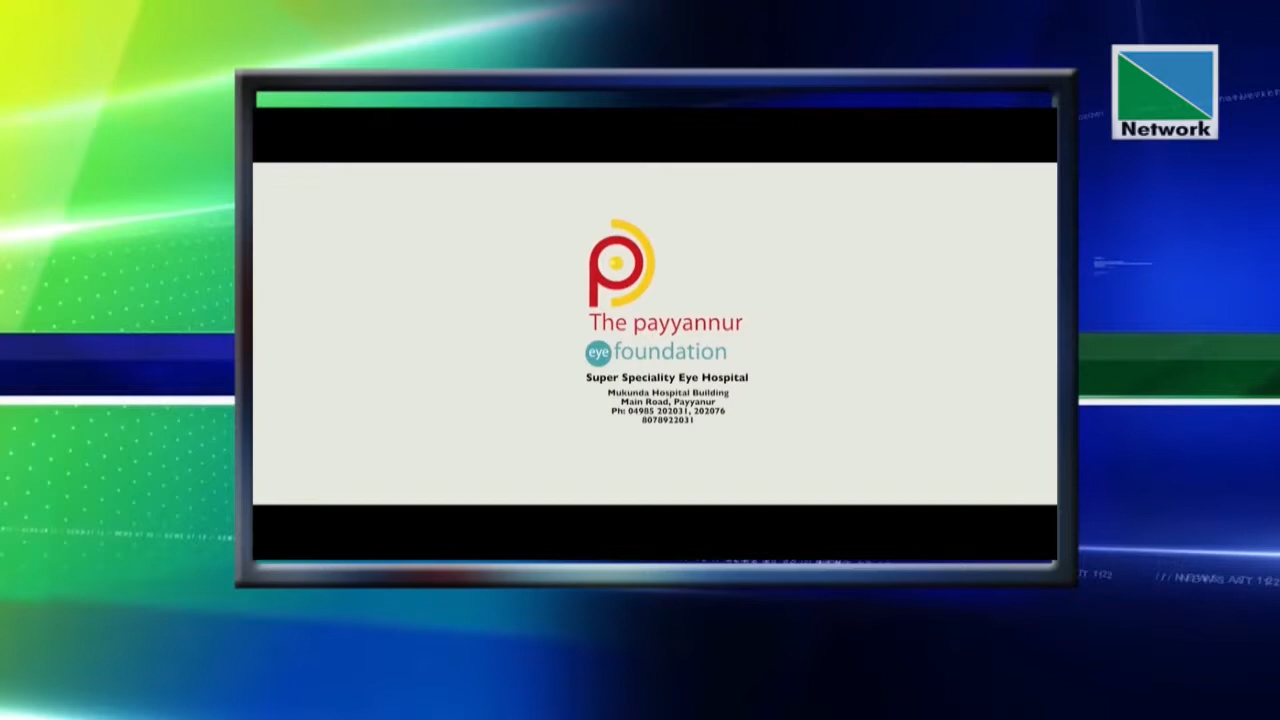 Network
The payyannur
eye foundation
Super Speciality Eye Hospital
Mukunda Hospital Building
Main Road, Payyanur
Ph: 04985 202031, 202076
8078922031